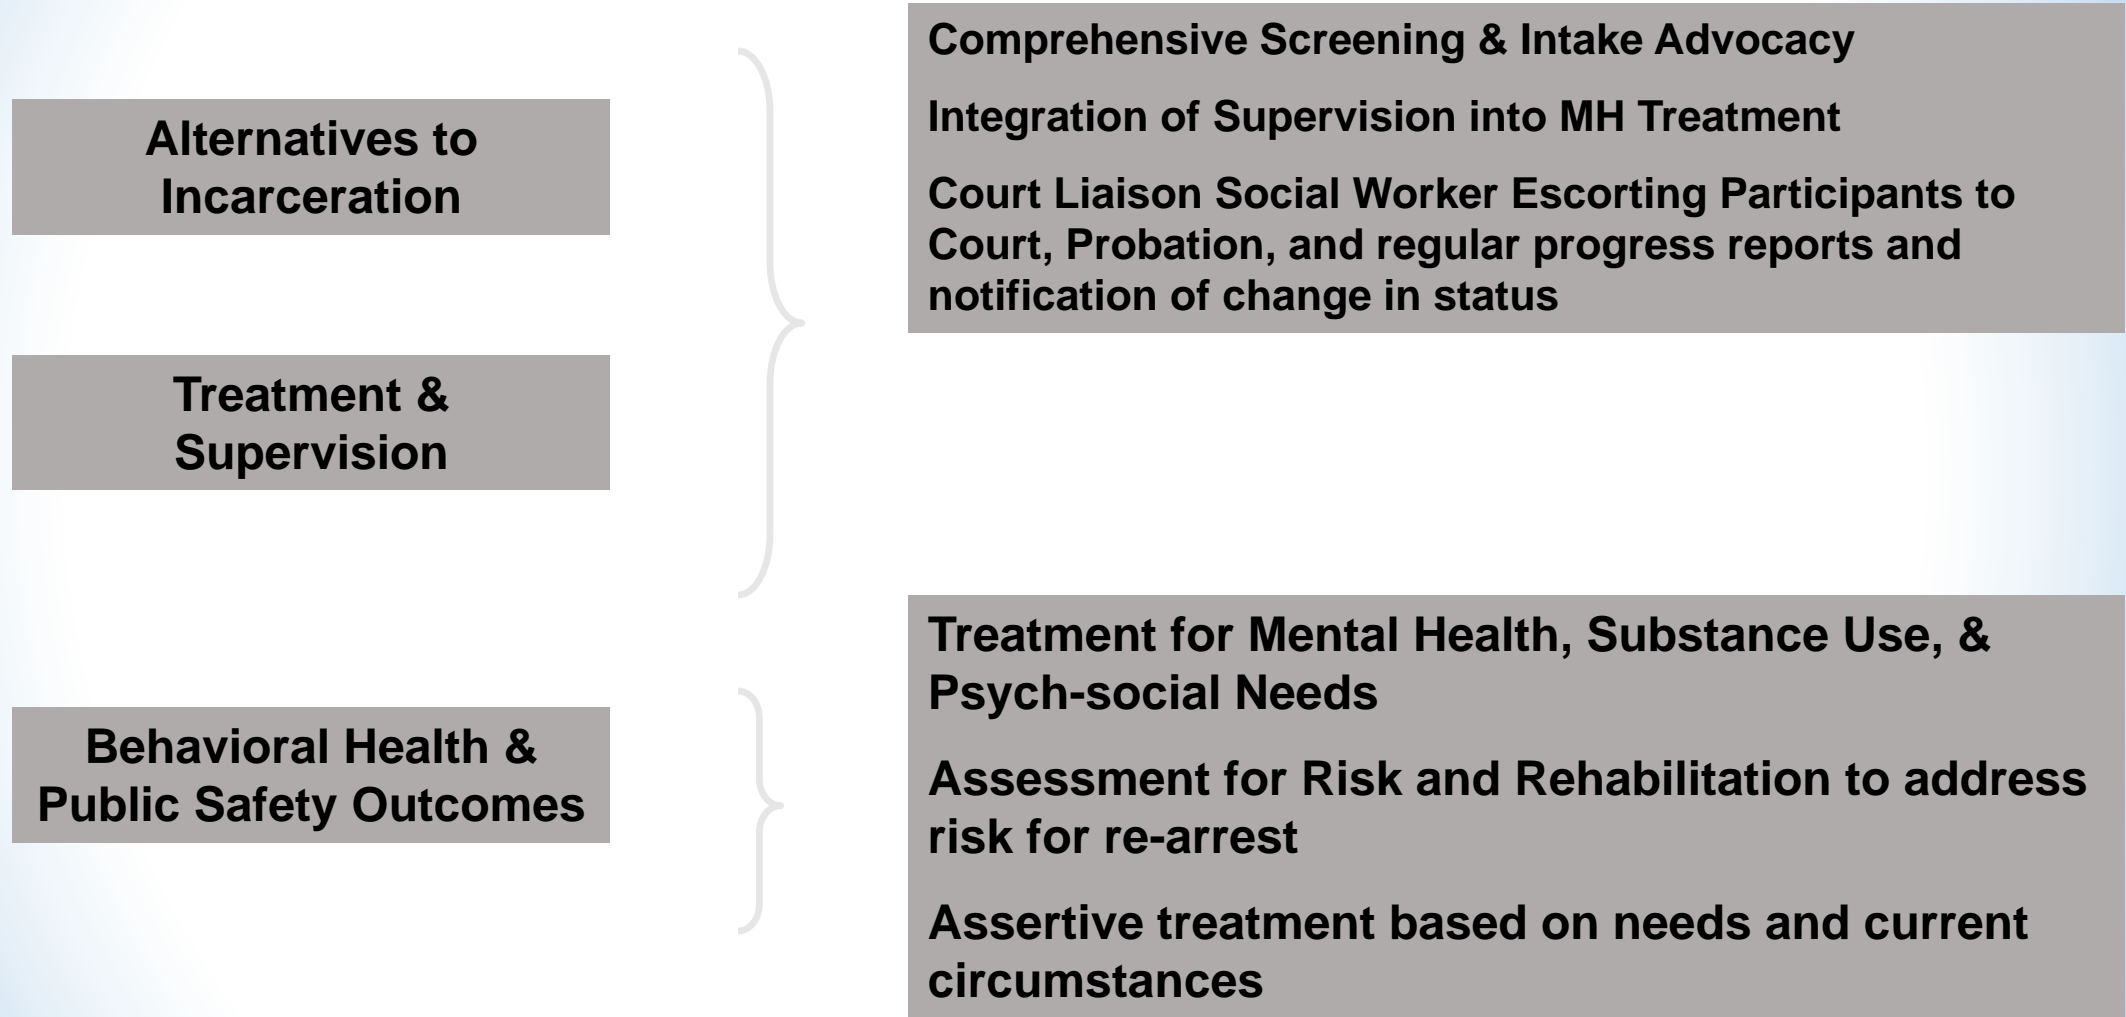 Alternatives to
Incarceration
Treatment &
Supervision
Comprehensive Screening & Intake Advocacy
Integration of Supervision into MH Treatment
Court Liaison Social Worker Escorting Participants to
Court, Probation, and regular progress reports and
notification of change in status
Behavioral Health &
Public Safety Outcomes
Treatment for Mental Health, Substance Use, &
Psych-social Needs
Assessment for Risk and Rehabilitation to address
risk for re-arrest
Assertive treatment based on needs and current
circumstances